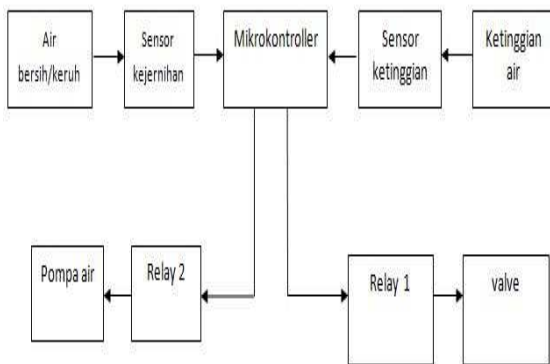 Air
bersih/keruh
Sensor
kejernihan
Mikrokontroller
Sensor
ketinggian
Ketinggian
air
Pompa air
Relay 2
Relay 1
valve